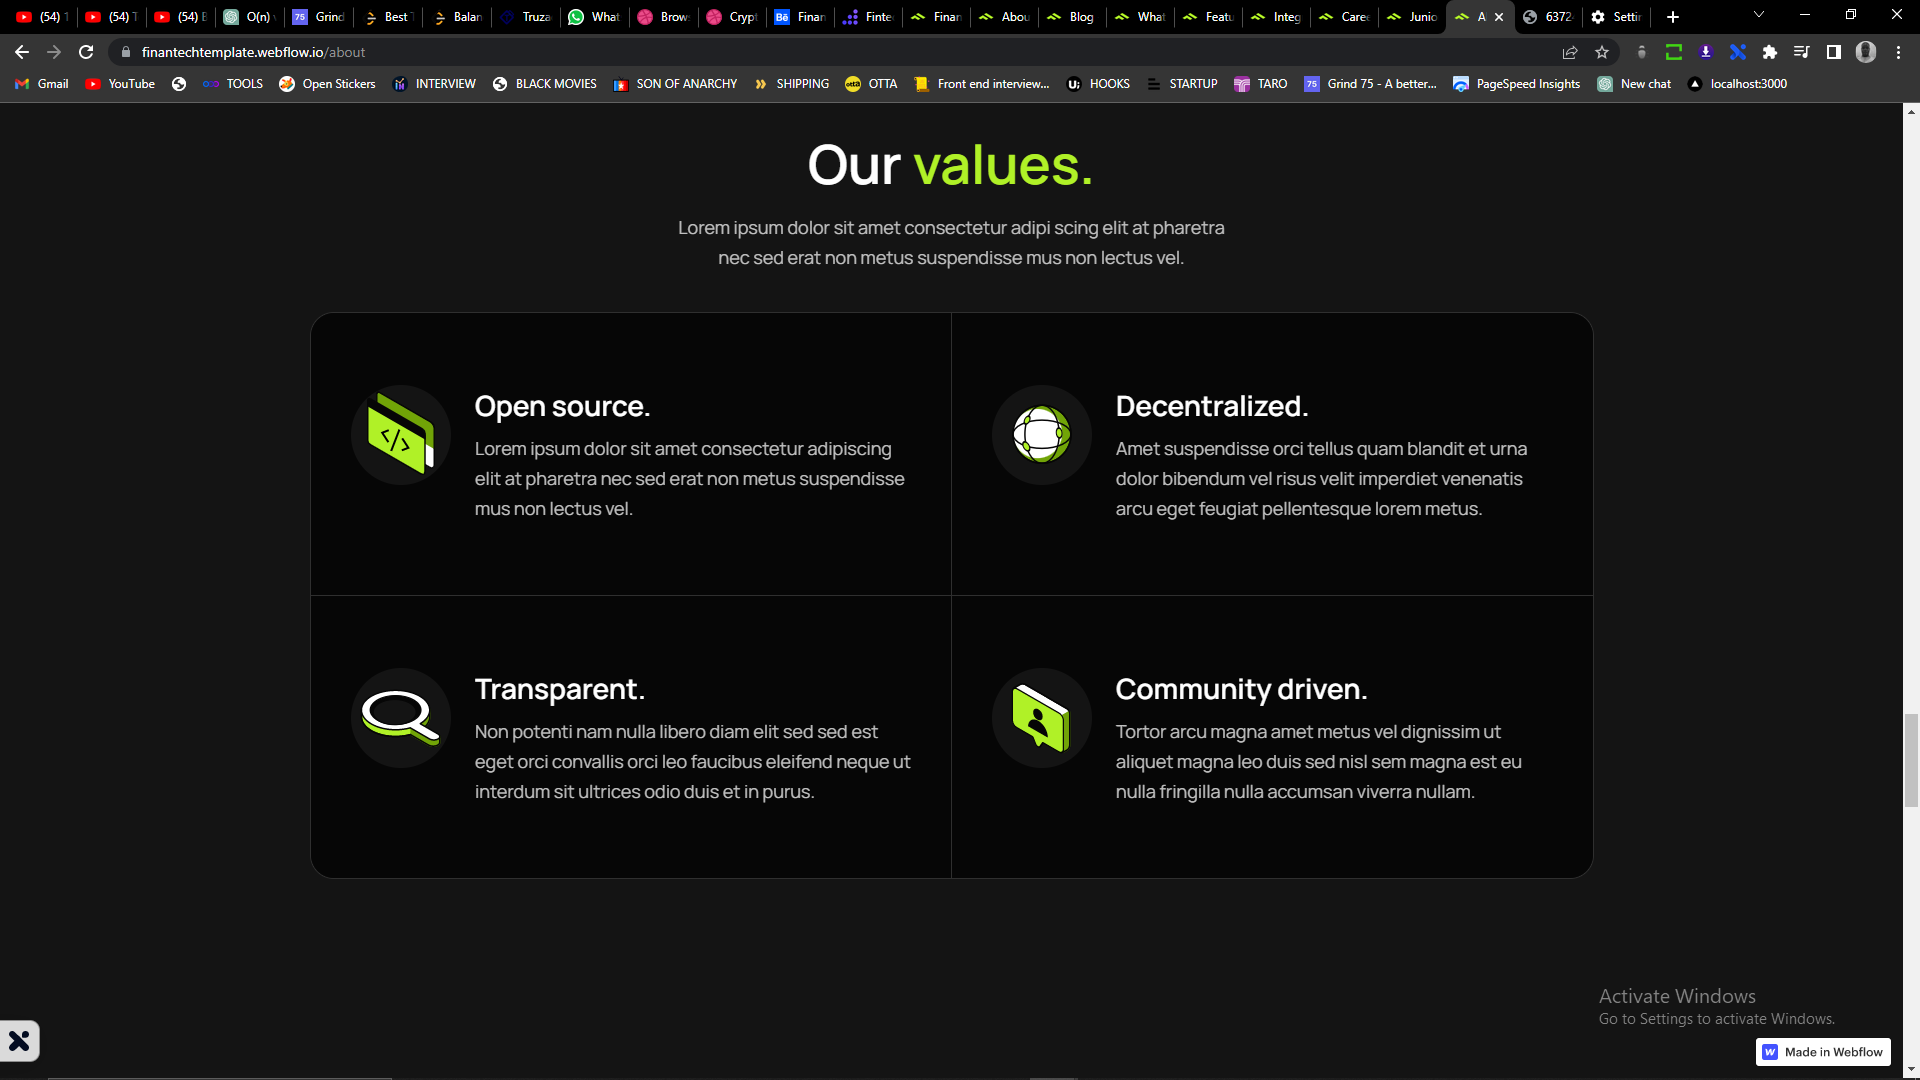 (54) T
(54) T
(54) E
O(n) v
Grind
Best T
Balan
Truza
What
Brow
Crypt
Finan
Finte
Finan
Abou
Blog
What
Featu
Integ
Caree
Junio
A
6372
Settin
finantechtemplate.webflow.io/about
Gmail
YouTube
TOOLS
Open Stickers
INTERVIEW
BLACK MOVIES
SON OF ANARCHY
SHIPPING
OTTA
Front end interview...
HOOKS
STARTUP
TARO
Grind 75 - A better...
PageSpeed Insights
New chat
localhost:3000
Our values.
Lorem ipsum dolor sit amet consectetur adipi scing elit at pharetra
nec sed erat non metus suspendisse mus non lectus vel.
Open source.
Lorem ipsum dolor sit amet consectetur adipiscing
elit at pharetra nec sed erat non metus suspendisse
mus non lectus vel.
Decentralized.
Amet suspendisse orci tellus quam blandit et urna
dolor bibendum vel risus velit imperdiet venenatis
arcu eget feugiat pellentesque lorem metus.
Transparent.
Non potenti nam nulla libero diam elit sed sed est
eget orci convallis orci leo faucibus eleifend neque ut
interdum sit ultrices odio duis et in purus.
Community driven.
Tortor arcu magna amet metus vel dignissim ut
aliquet magna leo duis sed nisl sem magna est eu
nulla fringilla nulla accumsan viverra nullam.
Activate Windows
Go to Settings to activate Windows.
Made in Webflow